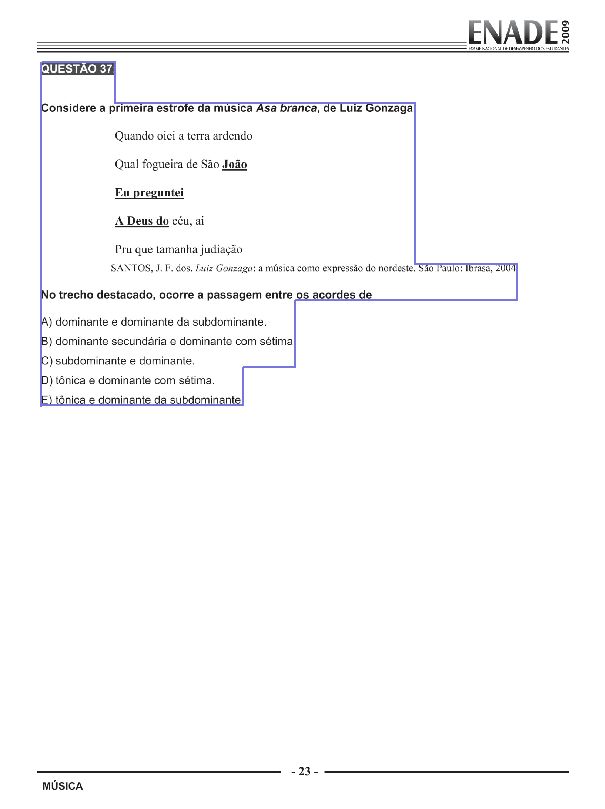 ENADE 2009
EXAME NACIONAL DE DESEMPENHO DOS ESTUDANTES
QUESTÃO 37
Considere a primeira estrofe da música Asa branca, de Luiz Gonzaga
Quando oiei a terra ardendo
Qual fogueira de São João
Eu preguntei
A Deus do céu, ai
Pru que tamanha judiação
SANTOS, J. F. dos. Luiz Gonzaga: a música como expressão do nordeste. São Paulo: Ibrasa, 2004
No trecho destacado, ocorre a passagem entre os acordes de
A) dominante e dominante da subdominante.
B) dominante secundária e dominante com sétima
C) subdominante e dominante.
D) tônica e dominante com sétima.
E) tônica e dominante da subdominante
- 23 -
MÚSICA